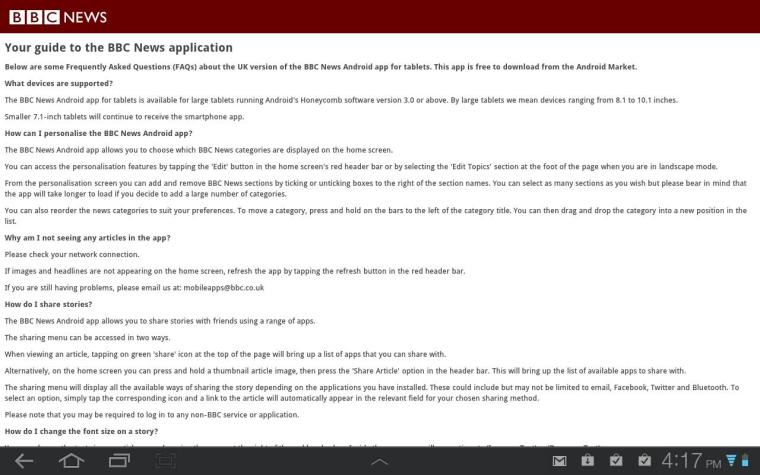 BBC NEWS
Your guide to the BBC News application
Below are some Frequently Asked Questions (FAQs) about the UK version of the BBC News Android app for tablets. This app is free to download from the Android Market.
What devices are supported?
The BBC News Android app for tablets is available for large tablets running Android's Honeycomb software version 3.0 or above. By large tablets we mean devices ranging from 8.1 to 10.1 inches.
Smaller 7.1-inch tablets will continue to receive the smartphone app.
How can I personalise the BBC News Android app?
The BBC News Android app allows you to choose which BBC News categories are displayed on the home screen.
You can access the personalisation features by tapping the 'Edit' button in the home screen's red header bar or by selecting the 'Edit Topics' section at the foot of the page when you are in landscape mode.
From the personalisation screen you can add and remove BBC News sections by ticking or unticking boxes to the right of the section names. You can select as many sections as you wish but please bear in mind that
the app will take longer to load if you decide to add a large number of categories.
You can also reorder the news categories to suit your preferences. To move a category, press and hold on the bars to the left of the category title. You can then drag and drop the category into a new position in the
list.
Why am I not seeing any articles in the app?
Please check your network connection.
If images and headlines are not appearing on the home screen, refresh the app by tapping the refresh button in the red header bar.
If you are still having problems, please email us at: mobileapps@bbc.co.uk
How do I share stories?
The BBC News Android app allows you to share stories with friends using a range of apps.
The sharing menu can be accessed in two ways.
When viewing an article, tapping on green 'share' icon at the top of the page will bring up a list of apps that you can share with.
Alternatively, on the home screen you can press and hold a thumbnail article image, then press the 'Share Article' option in the header bar. This will bring up the list of available apps to share with.
The sharing menu will display all the available ways of sharing the story depending on the applications you have installed. These could include but may not be limited to email, Facebook, Twitter and Bluetooth. To
select an option, simply tap the corresponding icon and a link to the article will automatically appear in the relevant field for your chosen sharing method.
Please note that you may be required to log in to any non-BBC service or application.
How do I change the font size on a story?
4:17 PM